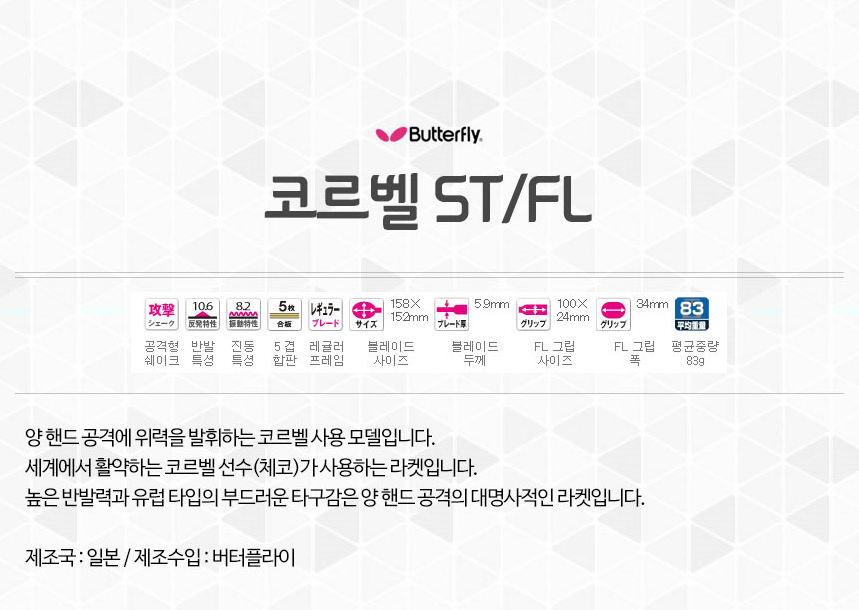 Butterfly
코르벨 ST/FL
攻撃 10.6 8.2 5枚 レギュラー 158× 5.9mm 100× 34mm 83
シェーク 反発特性 振動特性 合板 ブレード サイズ 152mm ブレード厚 グリップ 24mm グリップ 平均重量
공격형 반발 진동 5 겹 레귤러 블레이드 블레이드 FL 그립 FL 그립 평균중량
쉐이크 특성 특성 합판 프레임 사이즈 두께 사이즈 폭 83g
양 핸드 공격에 위력을 발휘하는 코르벨 사용 모델입니다.
세계에서 활약하는 코르벨 선수(체코)가 사용하는 라켓입니다.
높은 반발력과 유럽 타입의 부드러운 타구감은 양 핸드 공격의 대명사적인 라켓입니다.
제조국 : 일본 / 제조수입 : 버터플라이